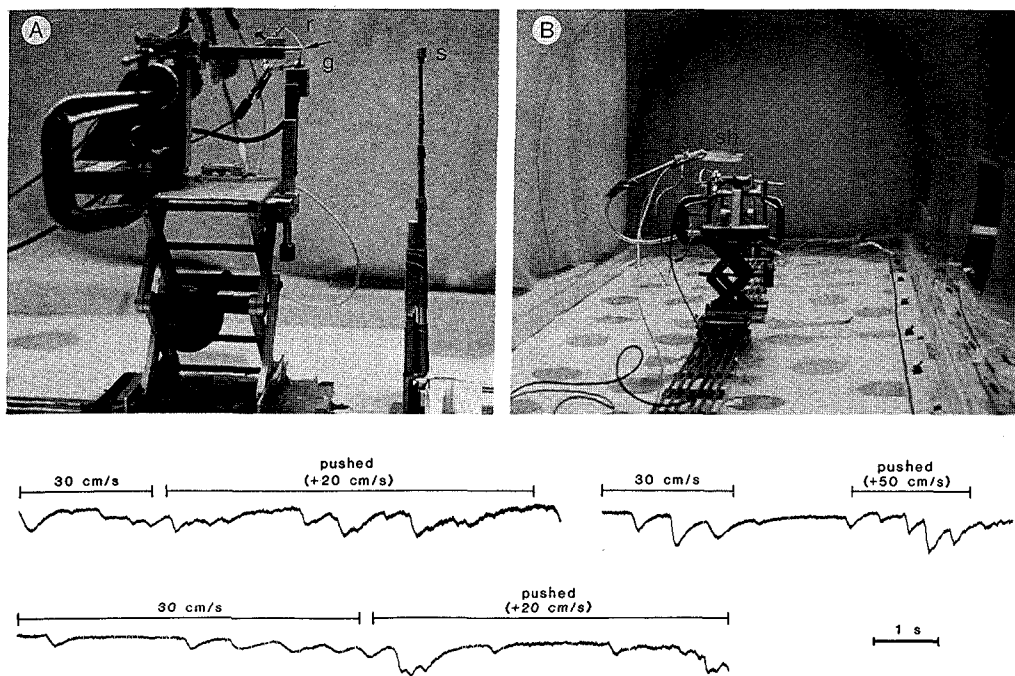 A
r
g
s
B
sh
30 cm/s
pushed
(+20 cm/s)
30 cm/s
pushed
(+50 cm/s)
30 cm/s
pushed
(+20 cm/s)
1 s